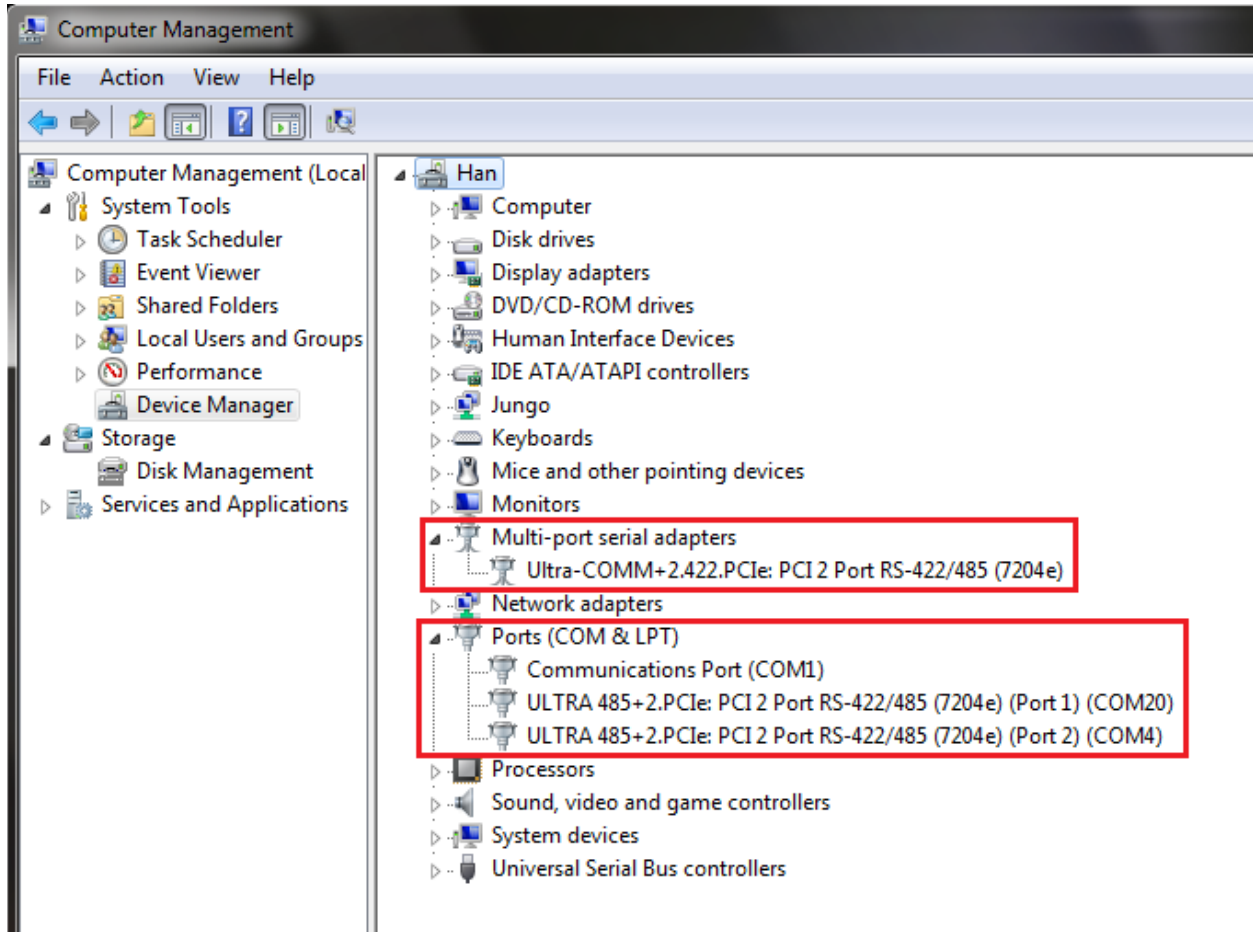 Computer Management
File Action View Help
Computer Management (Local
System Tools
Task Scheduler
Event Viewer
Shared Folders
Local Users and Groups
Performance
Device Manager
Storage
Disk Management
Services and Applications
Han
Computer
Disk drives
Display adapters
DVD/CD-ROM drives
Human Interface Devices
IDE ATA/ATAPI controllers
Jungo
Keyboards
Mice and other pointing devices
Monitors
Multi-port serial adapters
Ultra-COMM+2.422.PCIe: PCI 2 Port RS-422/485 (7204e)
Network adapters
Ports (COM & LPT)
Communications Port (COM1)
ULTRA 485+2.PCIe: PCI 2 Port RS-422/485 (7204e) (Port 1) (COM20)
ULTRA 485+2.PCIe: PCI 2 Port RS-422/485 (7204e) (Port 2) (COM4)
Processors
Sound, video and game controllers
System devices
Universal Serial Bus controllers